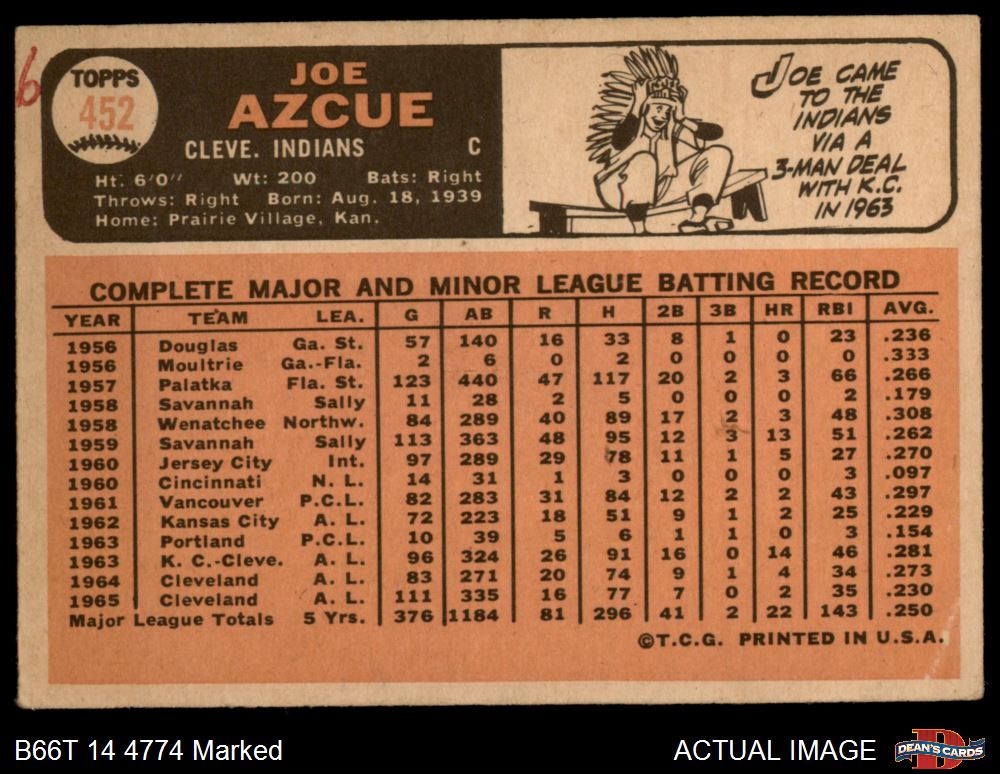 6
TOPPS
452
JOE
AZCUE
CLEVE. INDIANS C
Ht: 6'0" Wt: 200 Bats: Right
Throws: Right Born: Aug. 18, 1939
Home: Prairie Village, Kan.
JOE CAME
TO THE
INDIANS
VIA A
3-MAN DEAL
WITH K.C.
IN 1963
COMPLETE MAJOR AND MINOR LEAGUE BATTING RECORD
YEAR TEAM LEA. G AB R H 2B 3B HR RBI AVG.
1956 Douglas Ga. St. 57 140 16 33 8 1 0 23 .236
1956 Moultrie Ga.-Fla. 2 6 0 2 0 0 0 0 .333
1957 Palatka Fla. St. 123 440 47 117 20 2 3 66 .266
1958 Savannah Sally 11 28 2 5 0 0 0 2 .179
1958 Wenatchee Northw. 84 289 40 89 17 2 3 48 .308
1959 Savannah Sally 113 363 48 95 12 3 13 51 .262
1960 Jersey City Int. 97 289 29 78 11 1 5 27 .270
1960 Cincinnati N. L. 14 31 1 3 0 0 0 3 .097
1961 Vancouver P.C.L. 82 283 31 84 12 2 2 43 .297
1962 Kansas City A. L. 72 223 18 51 9 1 2 25 .229
1963 Portland P.C.L. 10 39 5 6 1 1 0 3 .154
1963 K. C.-Cleve. A. L. 96 324 26 91 16 0 14 46 .281
1964 Cleveland A. L. 83 271 20 74 9 1 4 34 .273
1965 Cleveland A. L. 111 335 16 77 7 0 2 35 .230
Major League Totals 5 Yrs. 376 1184 81 296 41 2 22 143 .250
©T.C.G. PRINTED IN U.S.A.
B66T 14 4774 Marked
ACTUAL IMAGE
D
DEAN'S CARDS